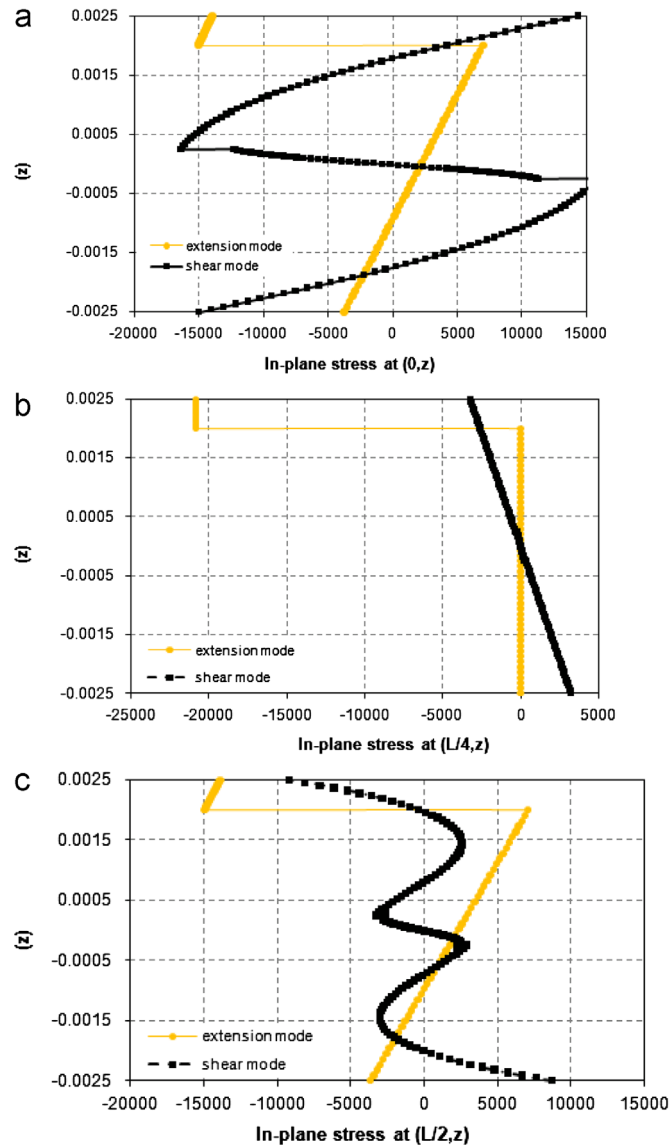 a
0.0025
0.0015
0.0005
-0.0005
-0.0015
-0.0025
(z)
extension mode
shear mode
-20000 -15000 -10000 -5000 0 5000 10000 15000
In-plane stress at (0,z)
b
0.0025
0.0015
0.0005
-0.0005
-0.0015
-0.0025
(z)
extension mode
shear mode
-25000 -20000 -15000 -10000 -5000 0 5000
In-plane stress at (L/4,z)
c
0.0025
0.0015
0.0005
-0.0005
-0.0015
-0.0025
(z)
extension mode
shear mode
-20000 -15000 -10000 -5000 0 5000 10000 15000
In-plane stress at (L/2,z)